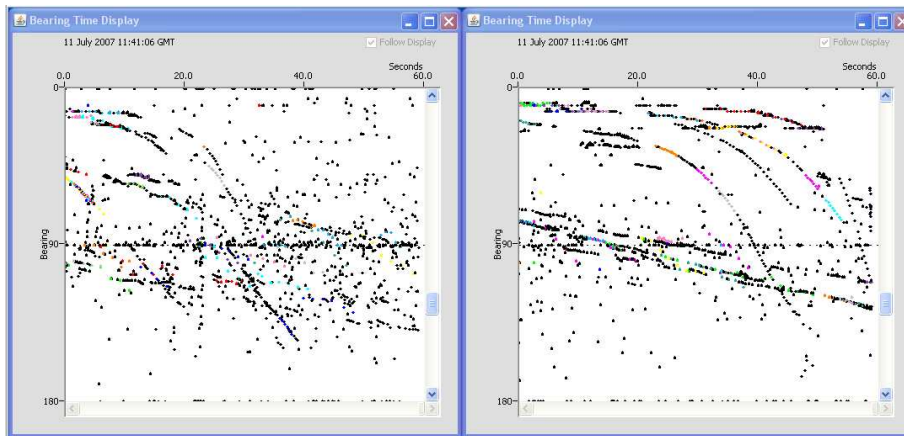 Bearing Time Display
11 July 2007 11:41:06 GMT
Follow Display
Seconds
0.0 20.0 40.0 60.0
0
90
Bearing
180
Bearing Time Display
11 July 2007 11:41:06 GMT
Follow Display
Seconds
0.0 20.0 40.0 60.0
0
90
Bearing
180